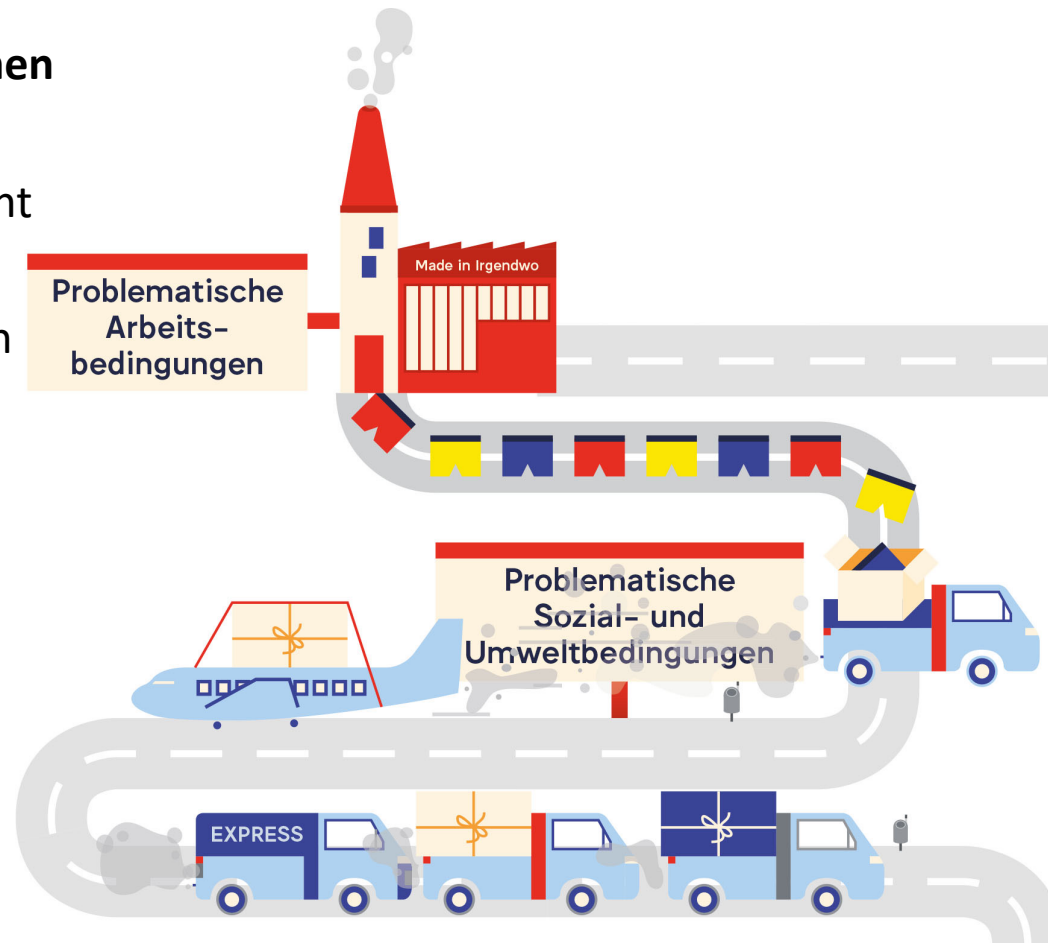 Made in Irgendwo
Problematische
Arbeits-
bedingungen
Problematische
Sozial- und
Umweltbedingungen
EXPRESS